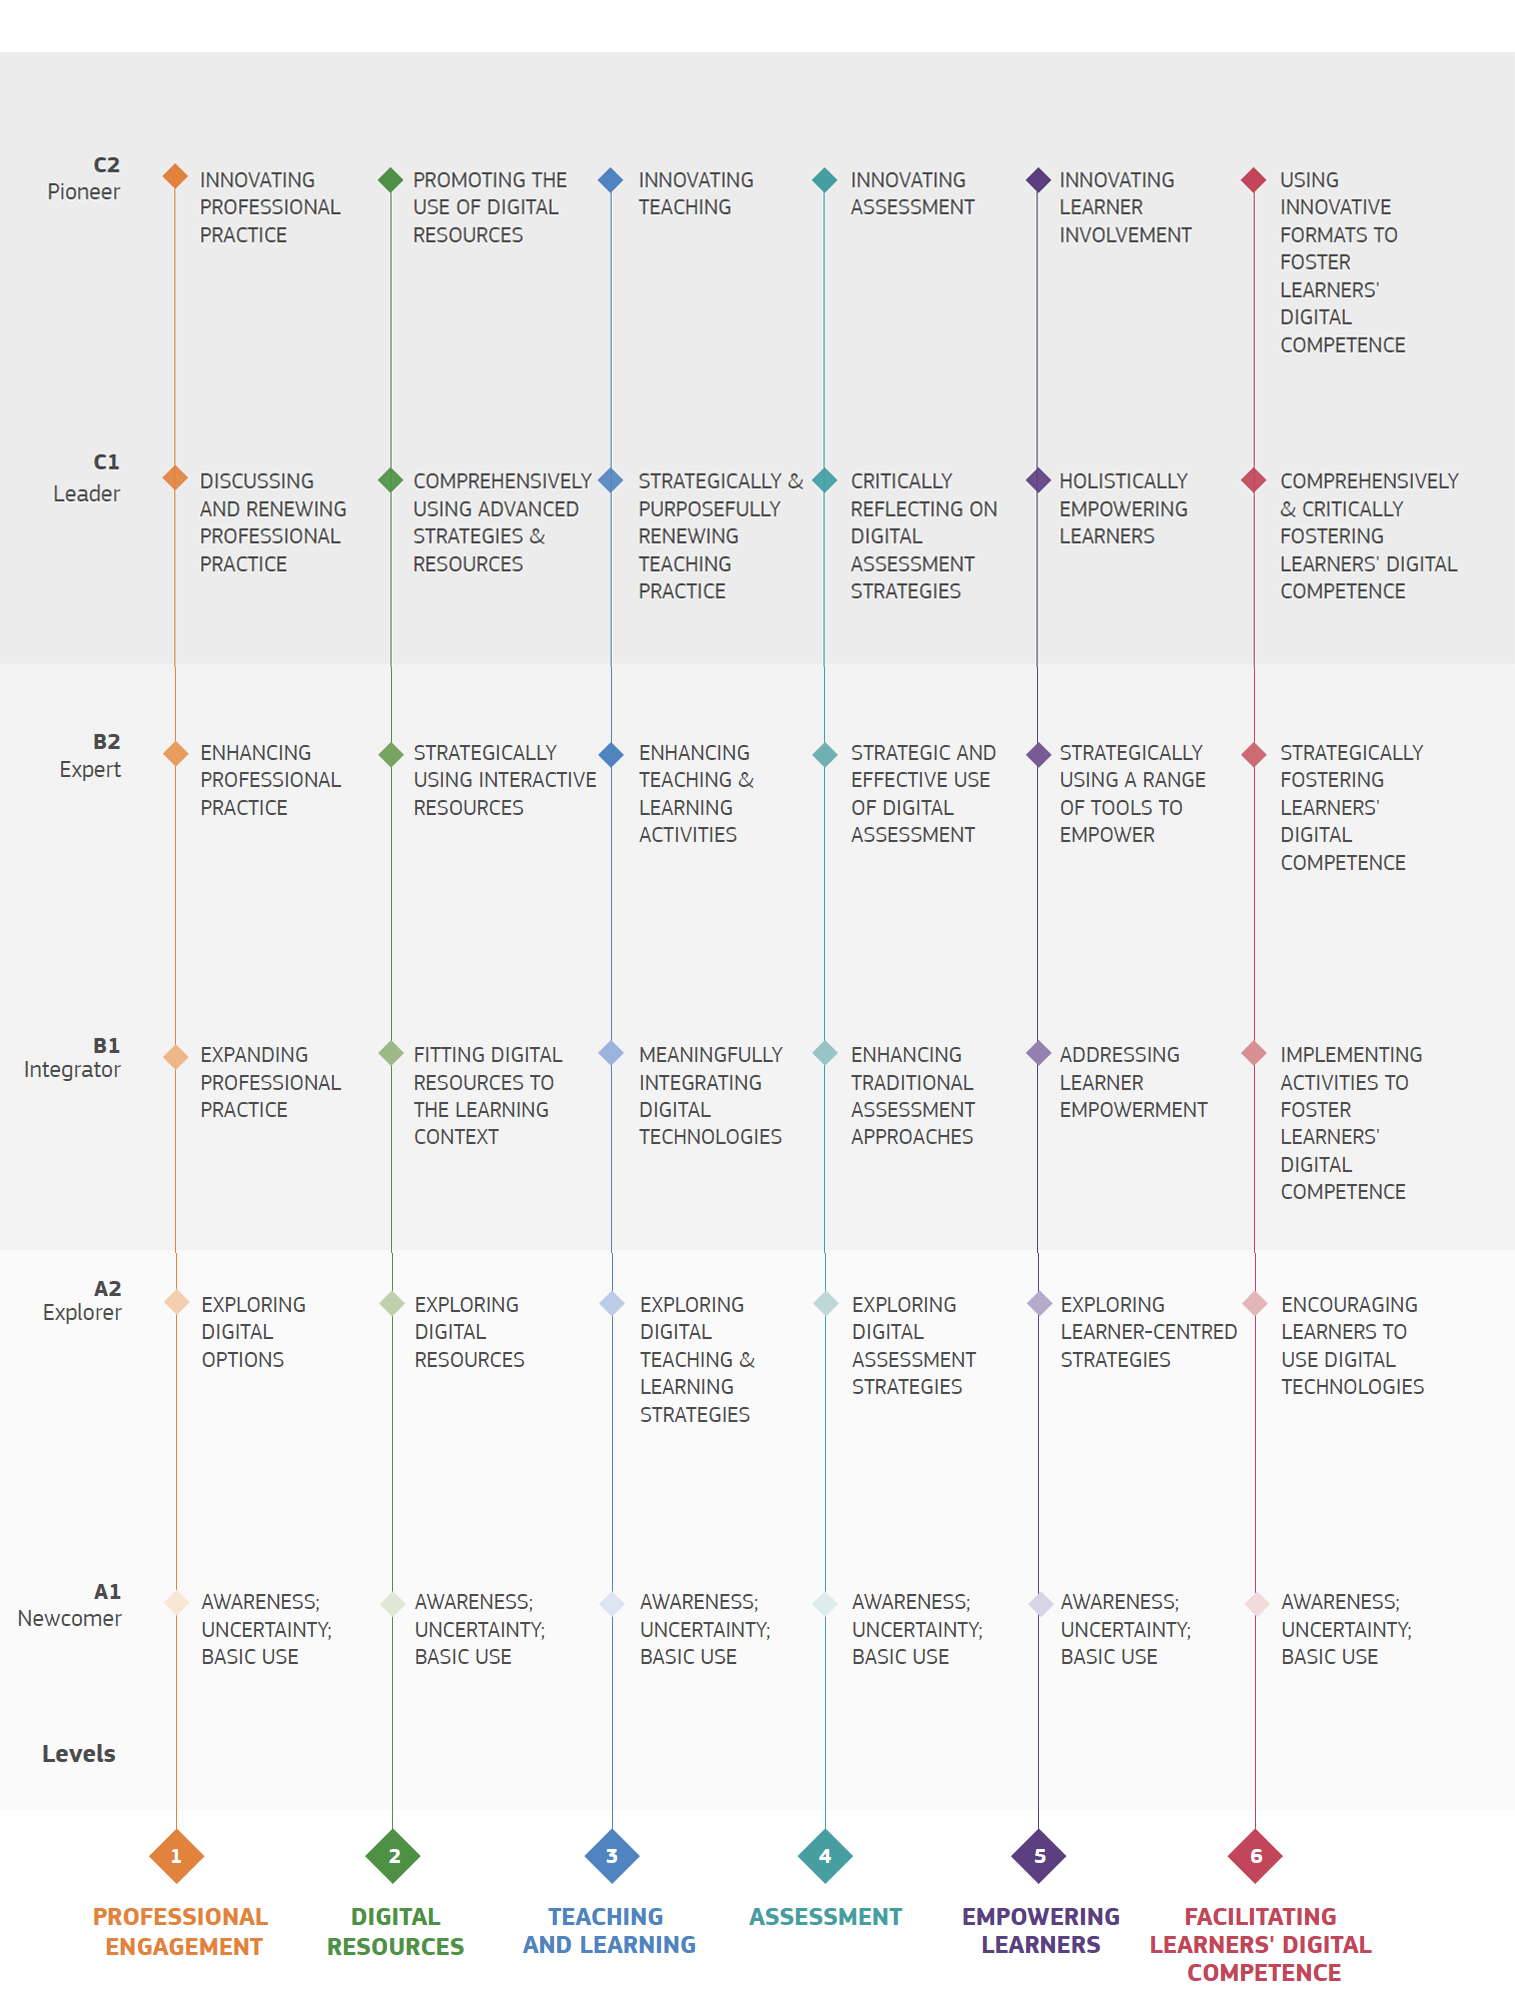 C2
Pioneer
INNOVATING
PROFESSIONAL
PRACTICE
PROMOTING THE
USE OF DIGITAL
RESOURCES
INNOVATING
TEACHING
INNOVATING
ASSESSMENT
INNOVATING
LEARNER
INVOLVEMENT
USING
INNOVATIVE
FORMATS TO
FOSTER
LEARNERS'
DIGITAL
COMPETENCE
C1
Leader
DISCUSSING
AND RENEWING
PROFESSIONAL
PRACTICE
COMPREHENSIVELY
USING ADVANCED
STRATEGIES &
RESOURCES
STRATEGICALLY &
PURPOSEFULLY
RENEWING
TEACHING
PRACTICE
CRITICALLY
REFLECTING ON
DIGITAL
ASSESSMENT
STRATEGIES
HOLISTICALLY
EMPOWERING
LEARNERS
COMPREHENSIVELY
& CRITICALLY
FOSTERING
LEARNERS' DIGITAL
COMPETENCE
B2
Expert
ENHANCING
PROFESSIONAL
PRACTICE
STRATEGICALLY
USING INTERACTIVE
RESOURCES
ENHANCING
TEACHING &
LEARNING
ACTIVITIES
STRATEGIC AND
EFFECTIVE USE
OF DIGITAL
ASSESSMENT
STRATEGICALLY
USING A RANGE
OF TOOLS TO
EMPOWER
STRATEGICALLY
FOSTERING
LEARNERS'
DIGITAL
COMPETENCE
B1
Integrator
EXPANDING
PROFESSIONAL
PRACTICE
FITTING DIGITAL
RESOURCES TO
THE LEARNING
CONTEXT
MEANINGFULLY
INTEGRATING
DIGITAL
TECHNOLOGIES
ENHANCING
TRADITIONAL
ASSESSMENT
APPROACHES
ADDRESSING
LEARNER
EMPOWERMENT
IMPLEMENTING
ACTIVITIES TO
FOSTER
LEARNERS'
DIGITAL
COMPETENCE
A2
Explorer
EXPLORING
DIGITAL
OPTIONS
EXPLORING
DIGITAL
RESOURCES
EXPLORING
DIGITAL
TEACHING &
LEARNING
STRATEGIES
EXPLORING
DIGITAL
ASSESSMENT
STRATEGIES
EXPLORING
LEARNER-CENTRED
STRATEGIES
ENCOURAGING
LEARNERS TO
USE DIGITAL
TECHNOLOGIES
A1
Newcomer
AWARENESS;
UNCERTAINTY;
BASIC USE
AWARENESS;
UNCERTAINTY;
BASIC USE
AWARENESS;
UNCERTAINTY;
BASIC USE
AWARENESS;
UNCERTAINTY;
BASIC USE
AWARENESS;
UNCERTAINTY;
BASIC USE
AWARENESS;
UNCERTAINTY;
BASIC USE
Levels
1
PROFESSIONAL
ENGAGEMENT
2
DIGITAL
RESOURCES
3
TEACHING
AND LEARNING
4
ASSESSMENT
5
EMPOWERING
LEARNERS
6
FACILITATING
LEARNERS' DIGITAL
COMPETENCE